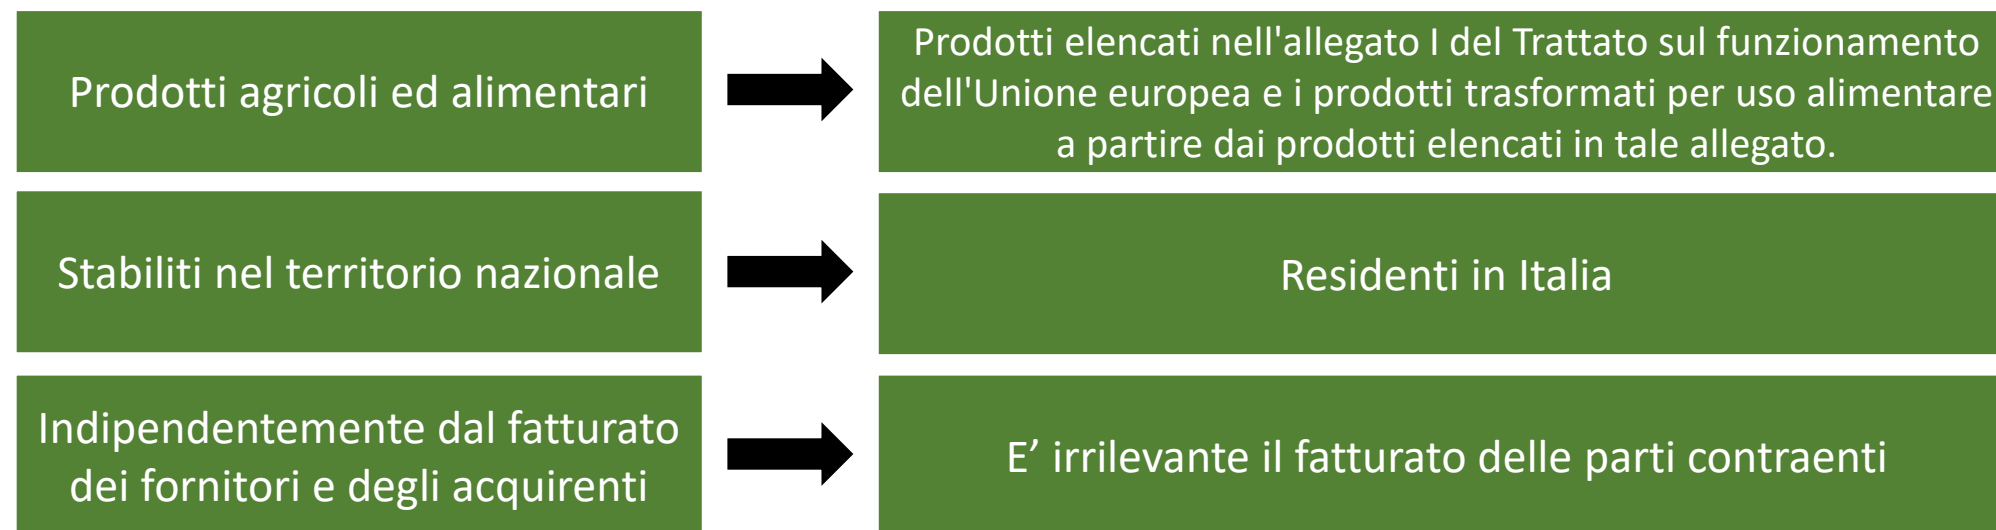 Prodotti agricoli ed alimentari
Prodotti elencati nell'allegato I del Trattato sul funzionamento
dell'Unione europea e i prodotti trasformati per uso alimentare
a partire dai prodotti elencati in tale allegato.
Stabiliti nel territorio nazionale
Residenti in Italia
Indipendentemente dal fatturato
dei fornitori e degli acquirenti
E’ irrilevante il fatturato delle parti contraenti